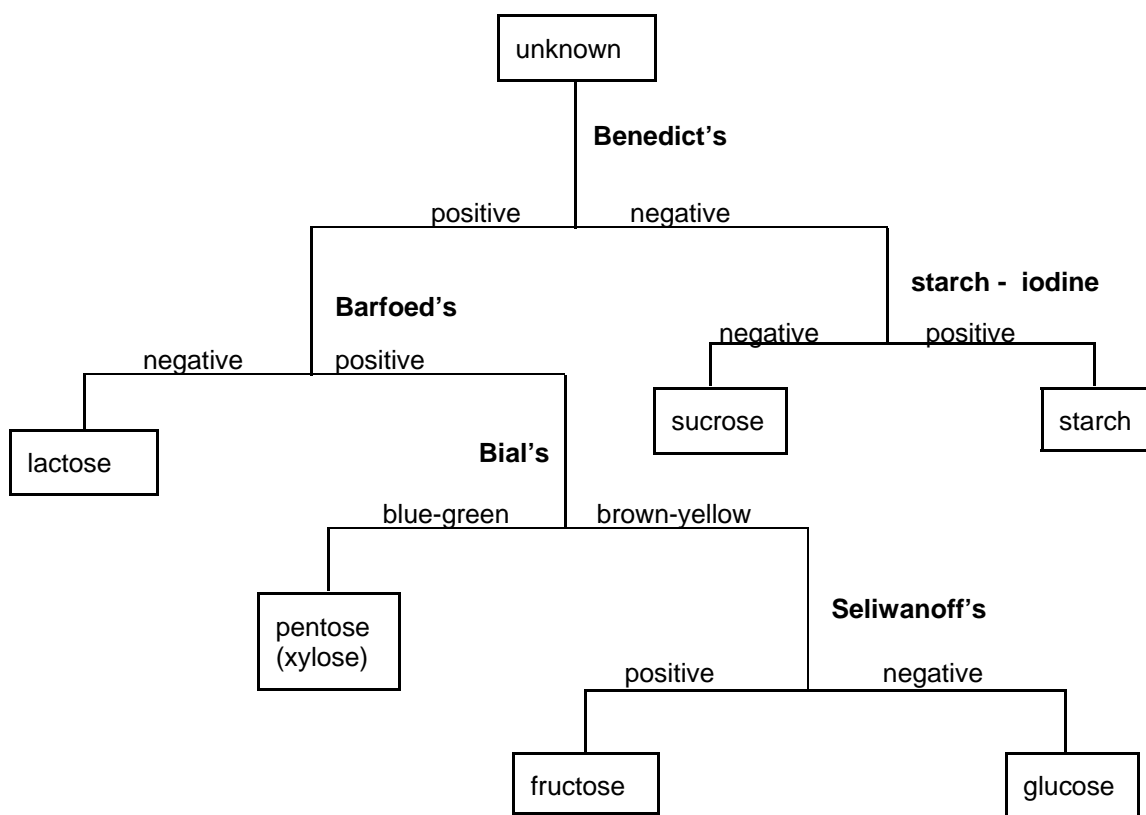 unknown
Benedict's
positive negative
starch - iodine
Barfoed's
negative positive
negative positive
sucrose starch
lactose
Bial's
blue-green brown-yellow
pentose
(xylose)
Seliwanoff's
positive negative
fructose glucose